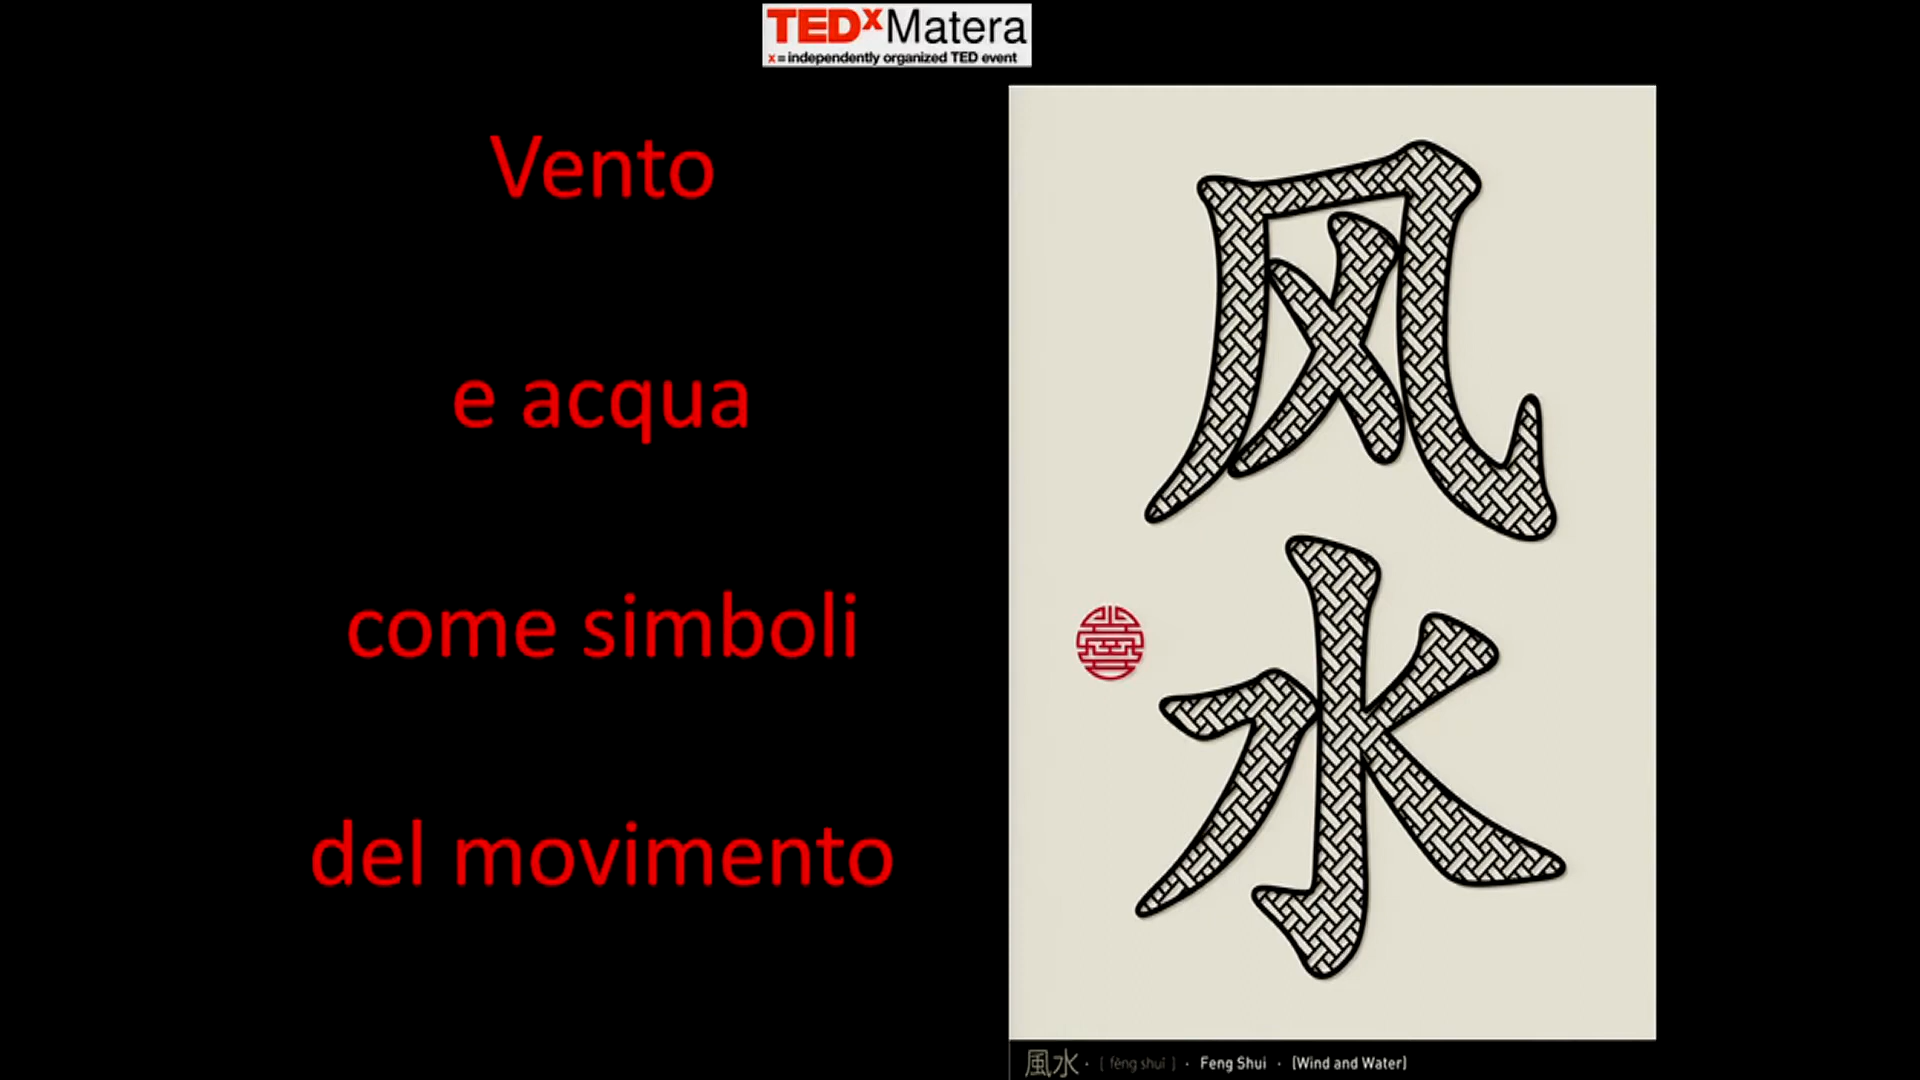 TEDxMatera
x = independently organized TED event
Vento
e acqua
come simboli
del movimento
风
水
風水 · [ fēng shuǐ ] · Feng Shui · [Wind and Water]